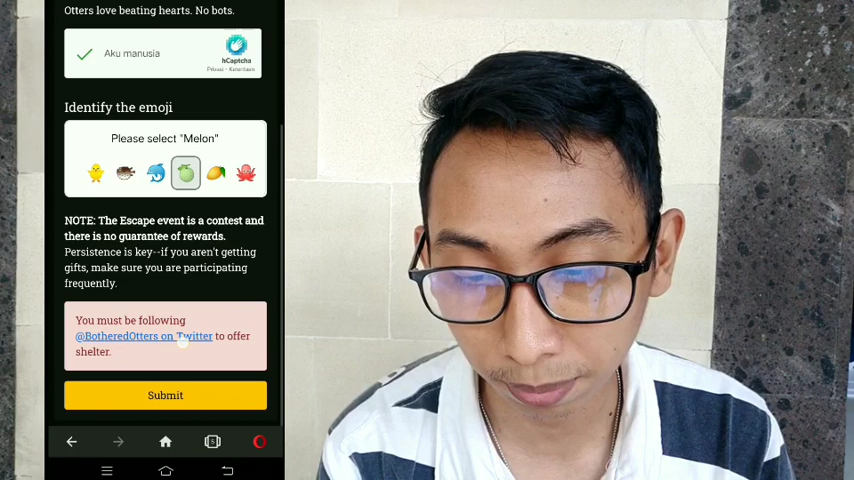 Otters love beating hearts. No bots.
Aku manusia
hCaptcha
Privasi - Ketentuan
Identify the emoji
Please select "Melon"
NOTE: The Escape event is a contest and
there is no guarantee of rewards.
Persistence is key--if you aren't getting
gifts, make sure you are participating
frequently.
You must be following
@BotheredOtters on Twitter to offer
shelter.
Submit
5